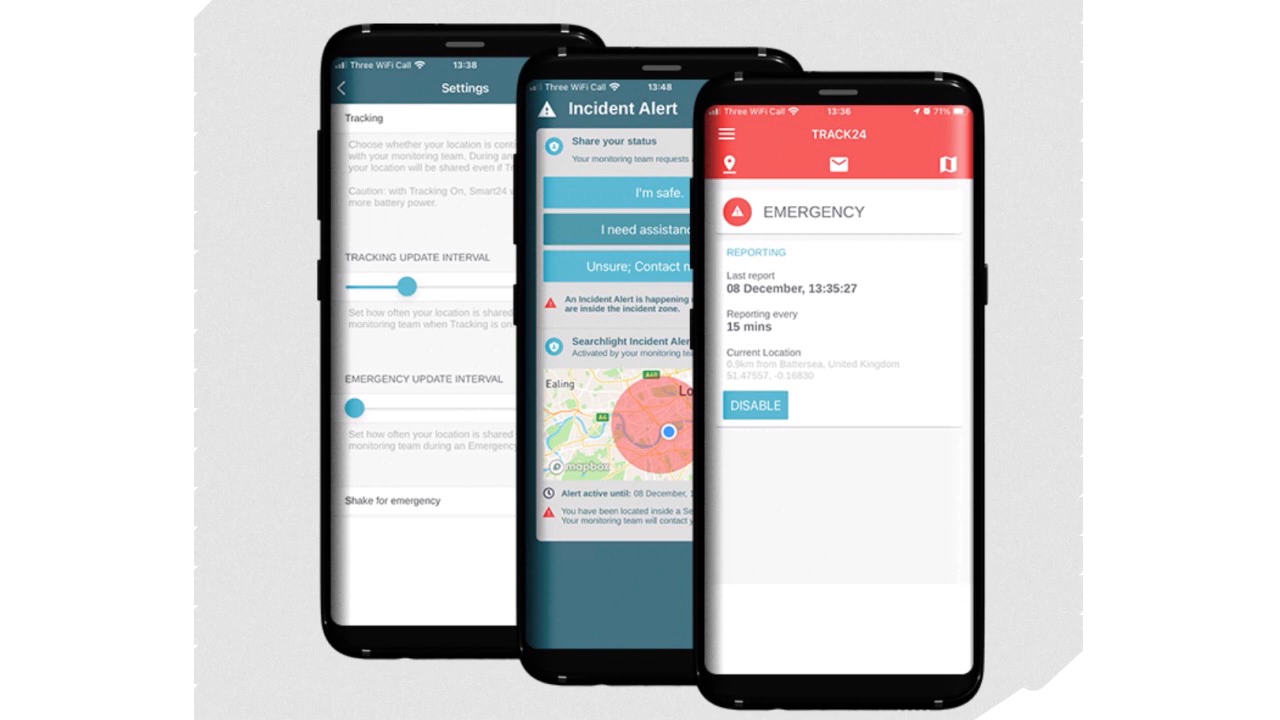 Three WiFi Call 13:38
Settings
Tracking
Choose whether your location is
with your monitoring team. During
your location will be shared even if
Caution: with Tracking On, Smart24
more battery power.
TRACKING UPDATE INTERVAL
Set how often your location is shared
monitoring team when Tracking is on
EMERGENCY UPDATE INTERVAL
Set how often your location is shared
monitoring team during an Emergency
Shake for emergency
Three WiFi Call 13:48
Incident Alert
Share your status
Your monitoring team requests
I'm safe.
I need
Unsure; Contact
An Incident Alert is happening
are inside the incident zone.
Searchlight Incident
Activated by your monitoring
Ealing
A40
A4
mapbox
Alert active until: 08 December,
You have been located inside a
Your monitoring team will contact
Three WiFi Call 13:36 71%
TRACK24
EMERGENCY
REPORTING
Last report
08 December, 13:35:27
Reporting every
15 mins
Current Location
0.9km from Battersea, United Kingdom
51.47557, -0.16830
DISABLE